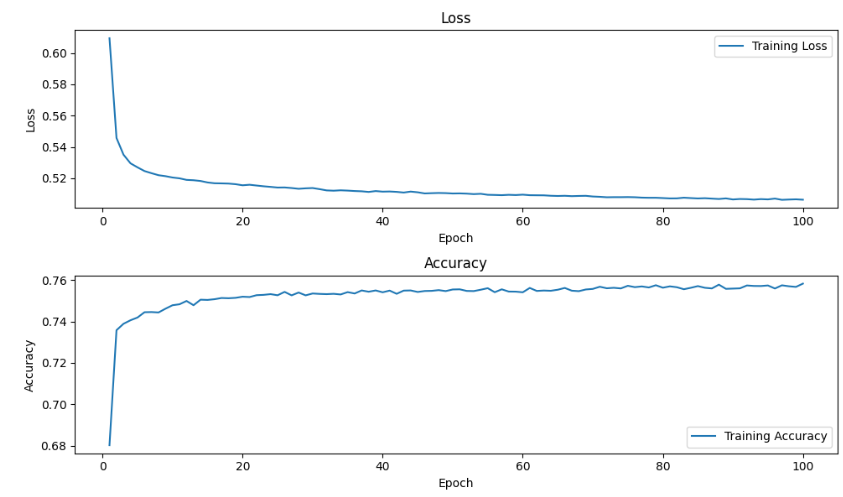 Loss
0.60
0.58
0.56
0.54
0.52
Loss
Training Loss
0 20 40 60 80 100
Epoch
Accuracy
0.76
0.74
0.72
0.70
0.68
Accuracy
Training Accuracy
0 20 40 60 80 100
Epoch